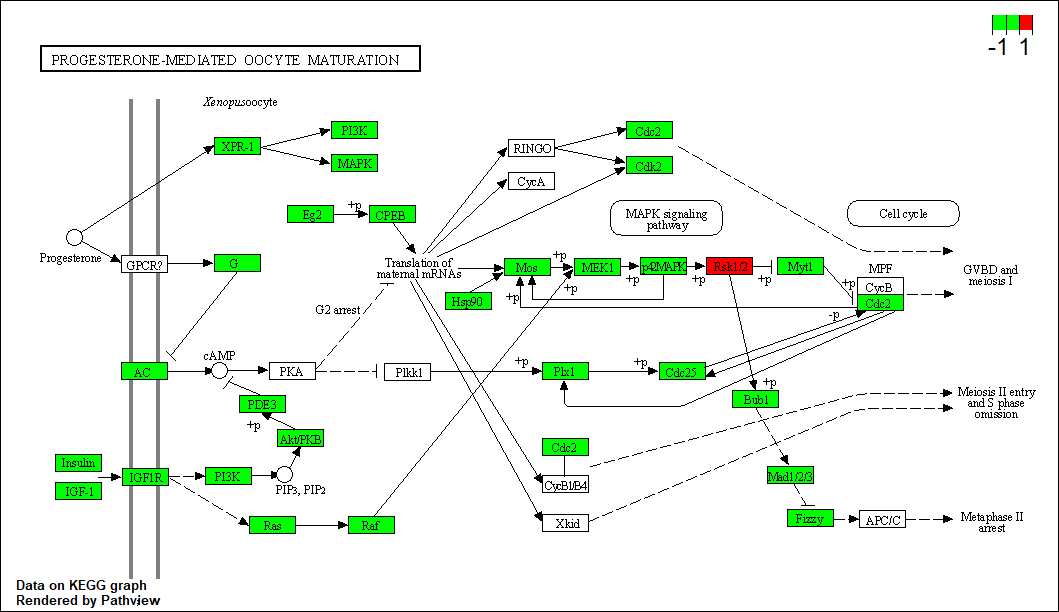 -1 1
PROGESTERONE-MEDIATED OOCYTE MATURATION
Xenopusoocyte
PI3K
Cdc2
XPR-1
RINGO
MAPK
Cdk2
CycA
+p
Eg2
CPEB
MAPK signaling
pathway
Cell cycle
Progesterone
GPCR?
G
Translation of
maternal mRNAs
+p
Mos
MEK1
p42MAPK
Rsk1/2
Myt1
MPF
GVBD and
meiosis I
+p
+p
+p
+p
CycB
Hsp90
+p
Cdc2
G2 arrest
-p
cAMP
+p
+p
AC
PKA
Plkk1
Plx1
Cdc25
+p
PDE3
Bub1
Meiosis II entry
and S phase
omission
+p
Akt/PKB
Cdc2
Insulin
IGF1R
PI3K
PIP3, PIP2
CycB1/B4
Mad1/2/3
IGF-1
Ras
Raf
Xkid
Fizzy
APC/C
Metaphase II
arrest
Data on KEGG graph
Rendered by Pathview